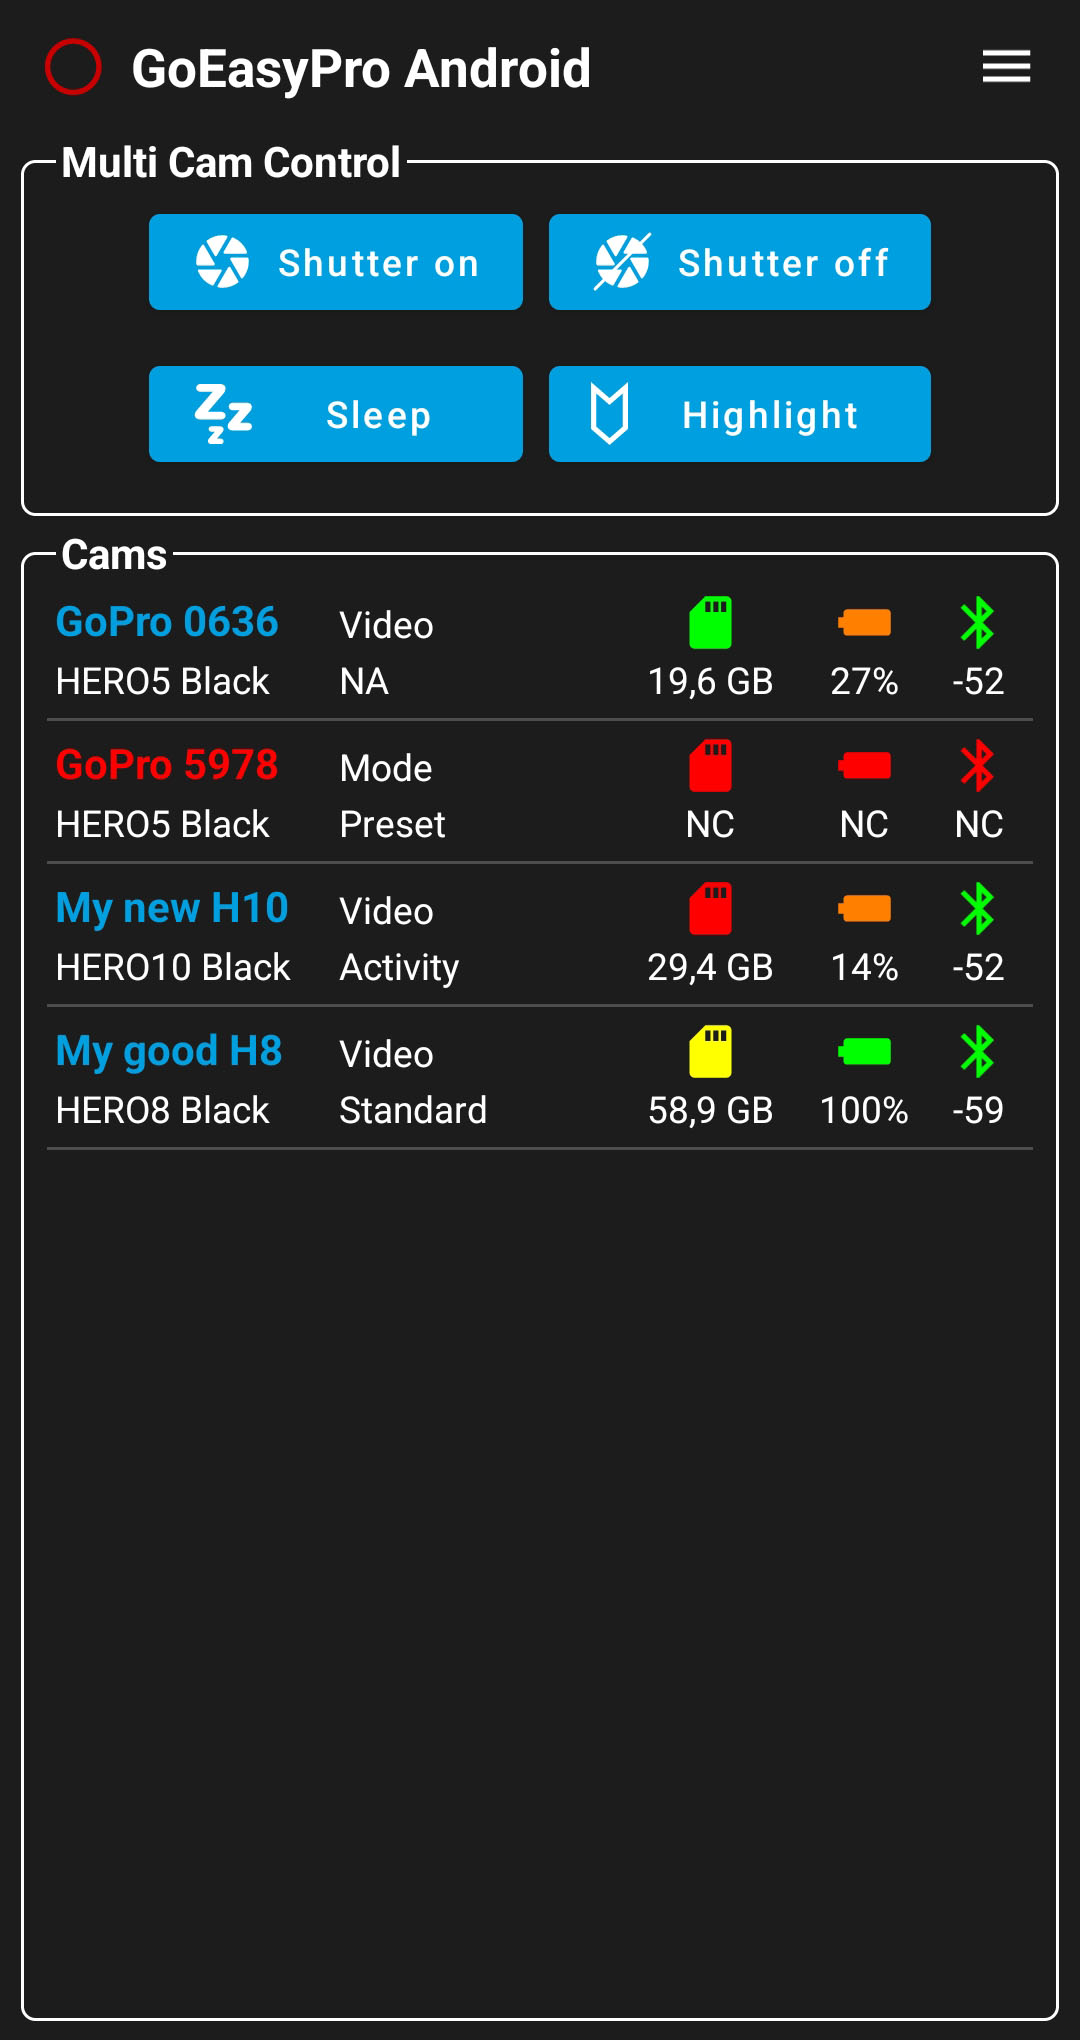 GoEasyPro Android
Multi Cam Control
Shutter on
Shutter off
Sleep
Highlight
Cams
GoPro 0636 Video
HERO5 Black NA 19,6 GB 27% -52
GoPro 5978 Mode
HERO5 Black Preset NC NC NC
My new H10 Video
HERO10 Black Activity 29,4 GB 14% -52
My good H8 Video
HERO8 Black Standard 58,9 GB 100% -59